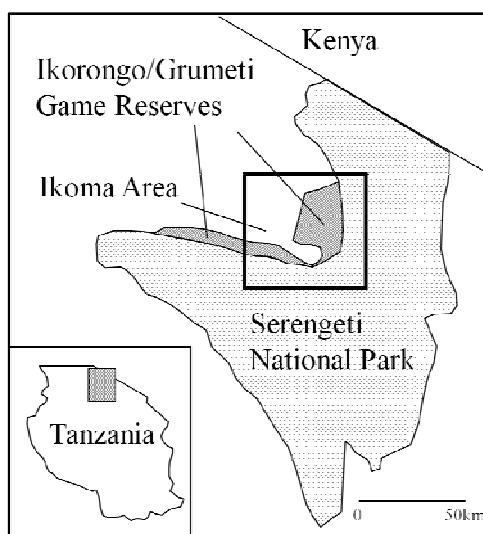 Kenya
Ikorongo/Grumeti
Game Reserves
Ikoma Area
Serengeti
National Park
Tanzania
0 50km